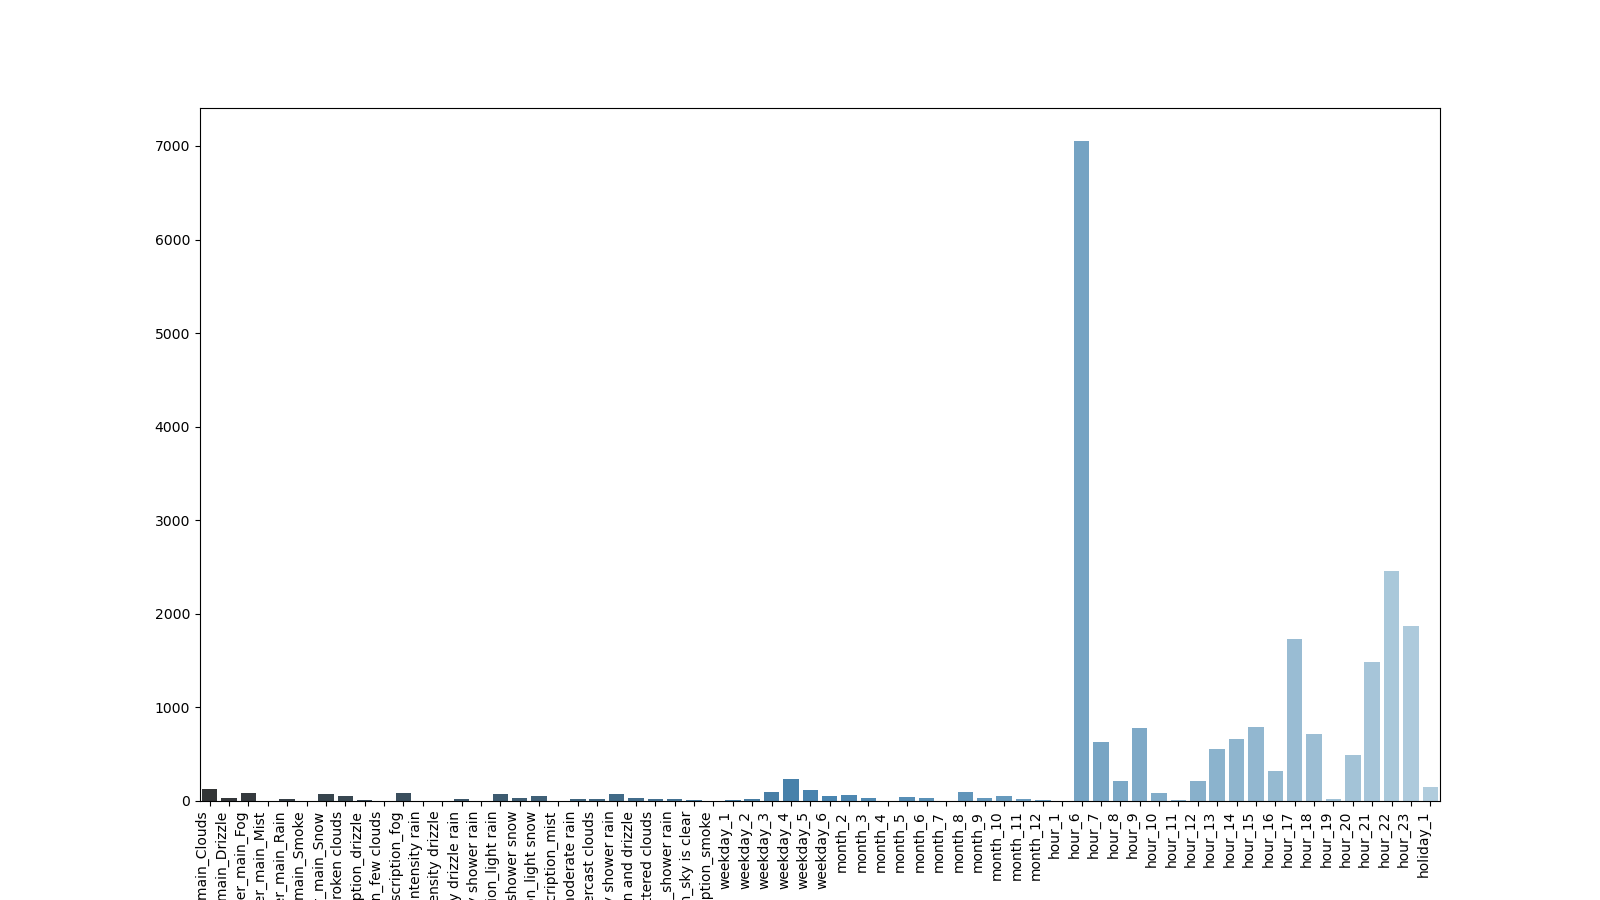 7000
6000
5000
4000
3000
2000
1000
0
main_Clouds
main_Drizzle
er_main_Fog
er_main_Mist
er_main_Rain
main_Smoke
_main_Snow
roken clouds
ption_drizzle
n_few clouds
scription_fog
ntensity rain
ensity drizzle
y drizzle rain
shower rain
ion_light rain
shower snow
on_light snow
cription_mist
noderate rain
ercast clouds
shower rain
n and drizzle
ttered clouds
_shower rain
n_sky is clear
ption_smoke
weekday_1
weekday_2
weekday_3
weekday_4
weekday_5
weekday_6
month_2
month_3
month_4
month_5
month_6
month_7
month_8
month_9
month_10
month_11
month_12
hour_1
hour_6
hour_7
hour_8
hour_9
hour_10
hour_11
hour_12
hour_13
hour_14
hour_15
hour_16
hour_17
hour_18
hour_19
hour_20
hour_21
hour_22
hour_23
holiday_1